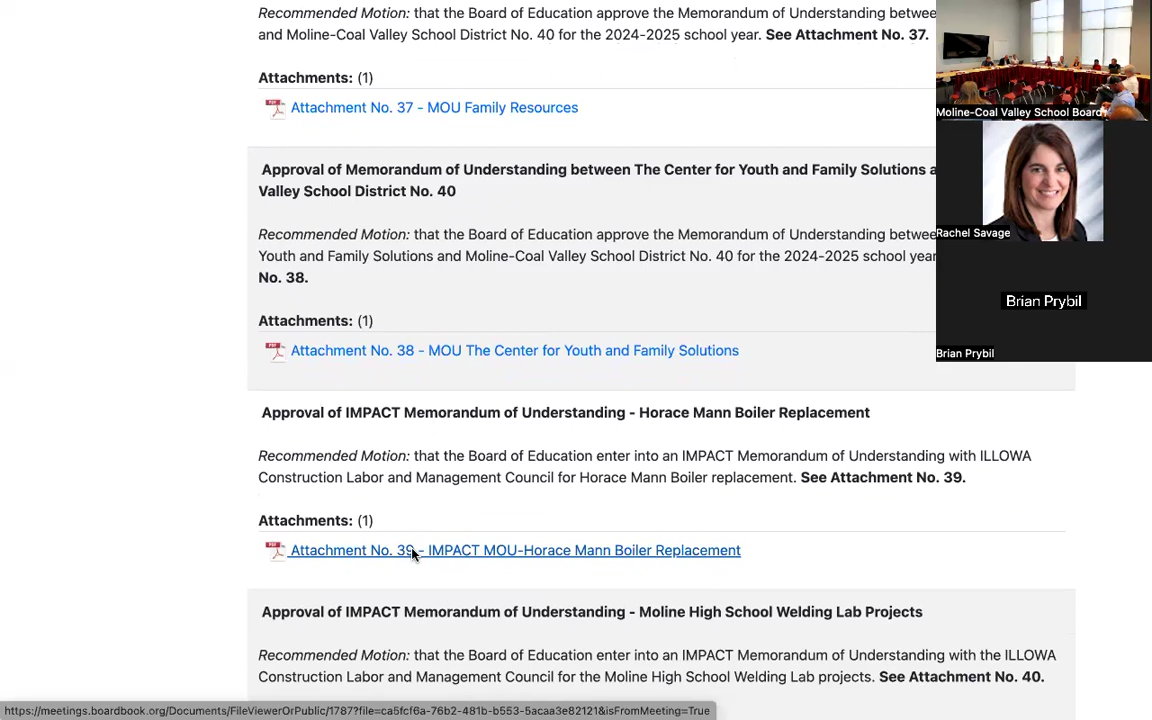 Recommended Motion: that the Board of Education approve the Memorandum of Understanding betwee
and Moline-Coal Valley School District No. 40 for the 2024-2025 school year. See Attachment No. 37.
Attachments: (1)
Attachment No. 37 - MOU Family Resources
Approval of Memorandum of Understanding between The Center for Youth and Family Solutions a
Valley School District No. 40
Recommended Motion: that the Board of Education approve the Memorandum of Understanding betwee
Youth and Family Solutions and Moline-Coal Valley School District No. 40 for the 2024-2025 school year
No. 38.
Attachments: (1)
Attachment No. 38 - MOU The Center for Youth and Family Solutions
Approval of IMPACT Memorandum of Understanding - Horace Mann Boiler Replacement
Recommended Motion: that the Board of Education enter into an IMPACT Memorandum of Understanding with ILLOWA
Construction Labor and Management Council for Horace Mann Boiler replacement. See Attachment No. 39.
Attachments: (1)
Attachment No. 39 - IMPACT MOU-Horace Mann Boiler Replacement
Approval of IMPACT Memorandum of Understanding - Moline High School Welding Lab Projects
Recommended Motion: that the Board of Education enter into an IMPACT Memorandum of Understanding with the ILLOWA
Construction Labor and Management Council for the Moline High School Welding Lab projects. See Attachment No. 40.
https://meetings.boardbook.org/Documents/FileViewerOrPublic/1787?file=ca5fcf6a-76b2-481b-b553-5acaa3e82121&isFromMeeting=True
Moline-Coal Valley School Board
Rachel Savage
Brian Prybil
Brian Prybil